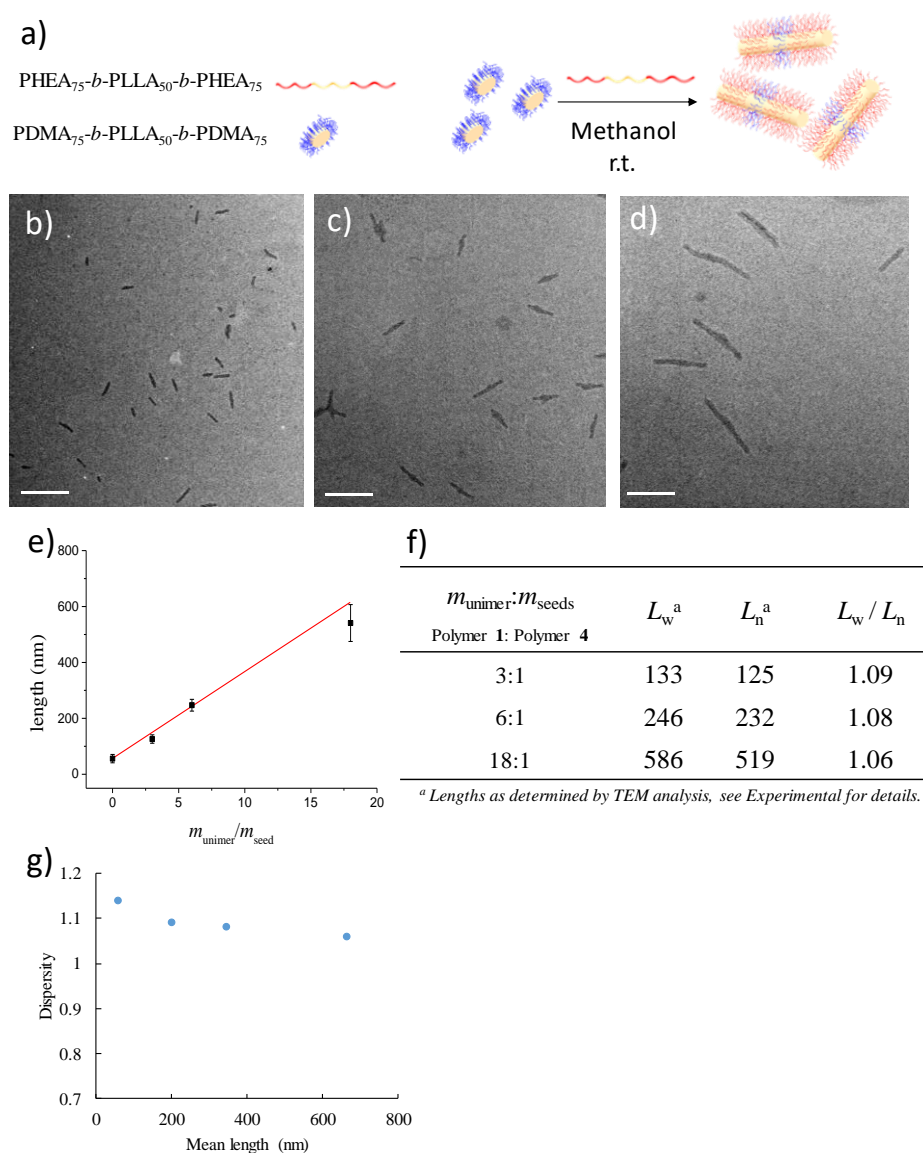 a)
PHEA75-b-PLLA50-b-PHEA75
PDMA75-b-PLLA50-b-PDMA75
Methanol
r.t.
b)
c)
d)
e)
800
600
400
200
0
length (nm)
0
5
10
15
20
munimer/mseed
f)
munimer:mseeds
Polymer 1: Polymer 4
Lwa
Lna
Lw / Ln
3:1 133 125 1.09
6:1 246 232 1.08
18:1 586 519 1.06
a Lengths as determined by TEM analysis, see Experimental for details.
g)
1.2
1.1
1
0.9
0.8
0.7
Dispersity
0
200
400
600
800
Mean length (nm)